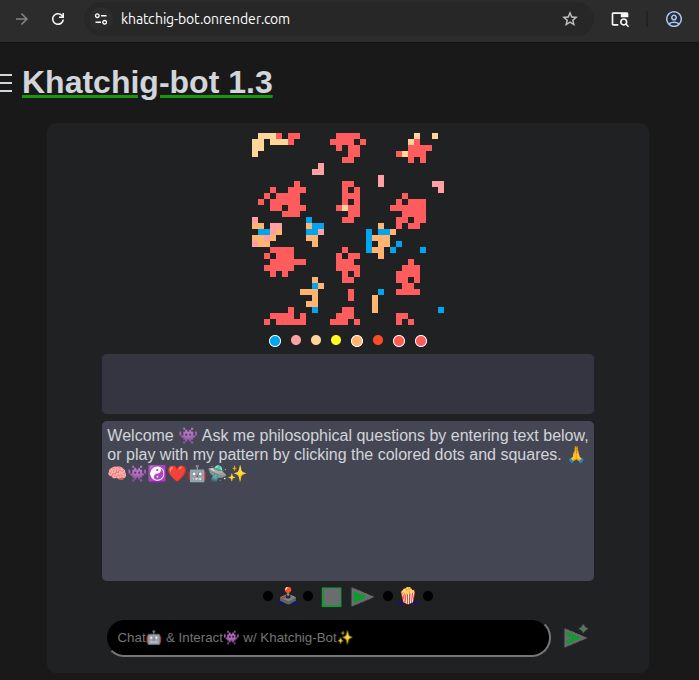 khatchig-bot.onrender.com
Khatchig-bot 1.3
Welcome 👾 Ask me philosophical questions by entering text below,
or play with my pattern by clicking the colored dots and squares. 🙏
🧠👾☯️❤️🤖🛸✨
Chat🤖 & Interact👾 w/ Khatchig-Bot✨